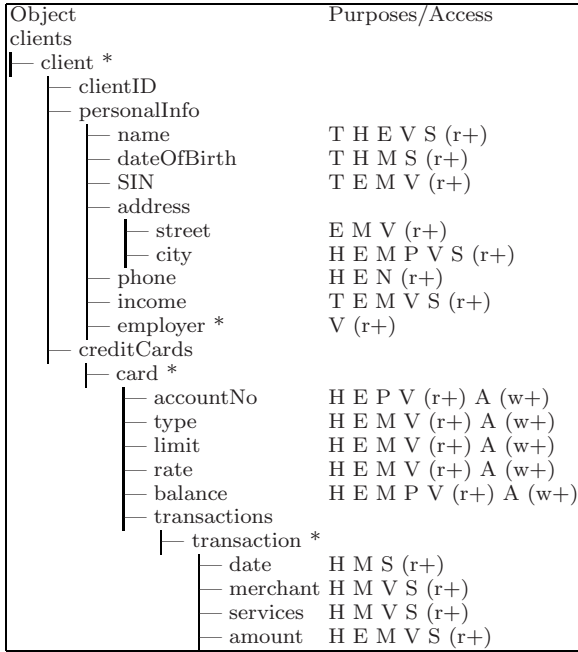 Object Purposes/Access
clients
client *
clientID
personalInfo
name T H E V S (r+)
dateOfBirth T H M S (r+)
SIN T E M V (r+)
address
street E M V (r+)
city H E M P V S (r+)
phone H E N (r+)
income T E M V S (r+)
employer * V (r+)
creditCards
card *
accountNo H E P V (r+) A (w+)
type H E M V (r+) A (w+)
limit H E M V (r+) A (w+)
rate H E M V (r+) A (w+)
balance H E M P V (r+) A (w+)
transactions
transaction *
date H M S (r+)
merchant H M V S (r+)
services H M V S (r+)
amount H E M V S (r+)